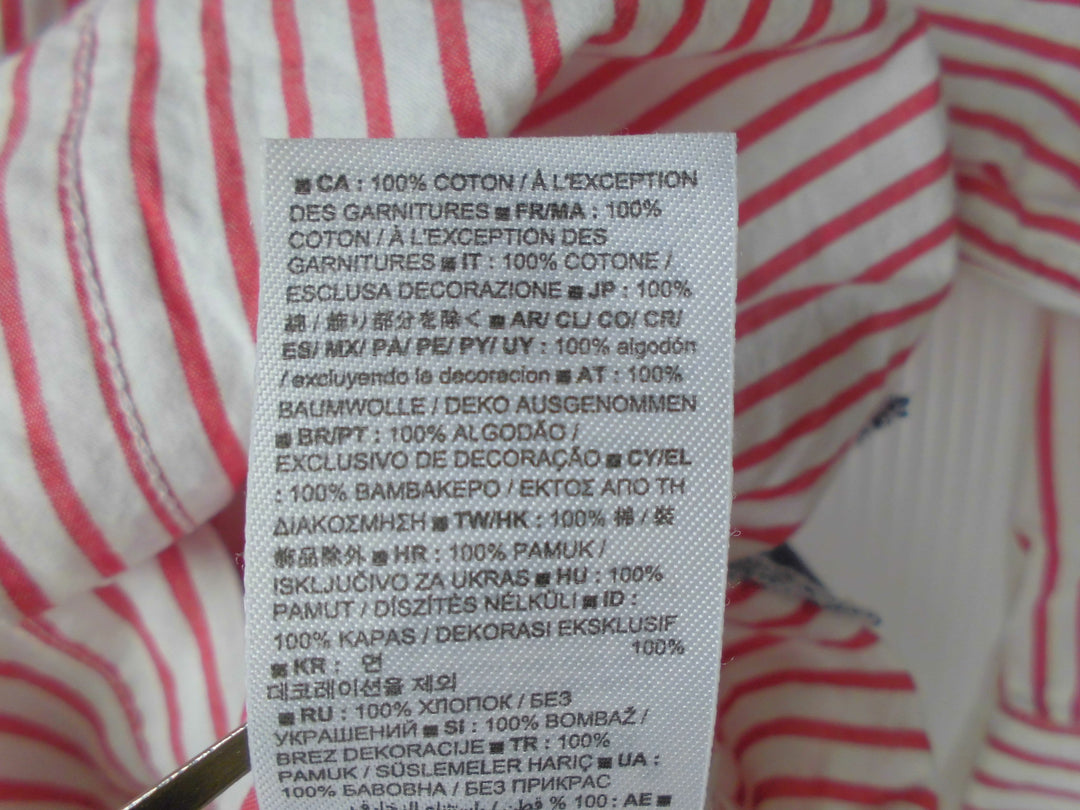 ■ CA : 100% COTON / À L'EXCEPTION
DES GARNITURES ■ FR/MA : 100%
COTON / À L'EXCEPTION DES
GARNITURES ■ IT : 100% COTONE /
ESCLUSA DECORAZIONE ■ JP : 100%
綿 / 飾り部分を除く ■ AR/ CL/ CO/ CR/
ES/ MX/ PA/ PE/ PY/ UY : 100% algodón
/ excluyendo la decoracion ■ AT : 100%
BAUMWOLLE / DEKO AUSGENOMMEN
■ BR/PT : 100% ALGODÃO /
EXCLUSIVO DE DECORAÇÃO ■ CY/EL
: 100% ΒΑΜΒΑΚΕΡΟ / ΕΚΤΟΣ ΑΠΟ ΤΗ
ΔΙΑΚΟΣΜΗΣΗ ■ TW/HK : 100% 棉 / 裝
飾品除外 ■ HR : 100% PAMUK /
ISKLJUČIVO ZA UKRAS ■ HU : 100%
PAMUT / DÍSZÍTÉS NÉLKÜLI ■ ID :
100% KAPAS / DEKORASI EKSKLUSIF
■ KR : 면 100%
데코레이션을 제외
■ RU : 100% ХЛОПОК / БЕЗ
УКРАШЕНИЙ ■ SI : 100% BOMBAŽ /
BREZ DEKORACIJE ■ TR : 100%
PAMUK / SÜSLEMELER HARIÇ ■ UA :
100% БАВОВНА / БЕЗ ПРИКРАС
■ AE : 100 % قطن / باستثناء